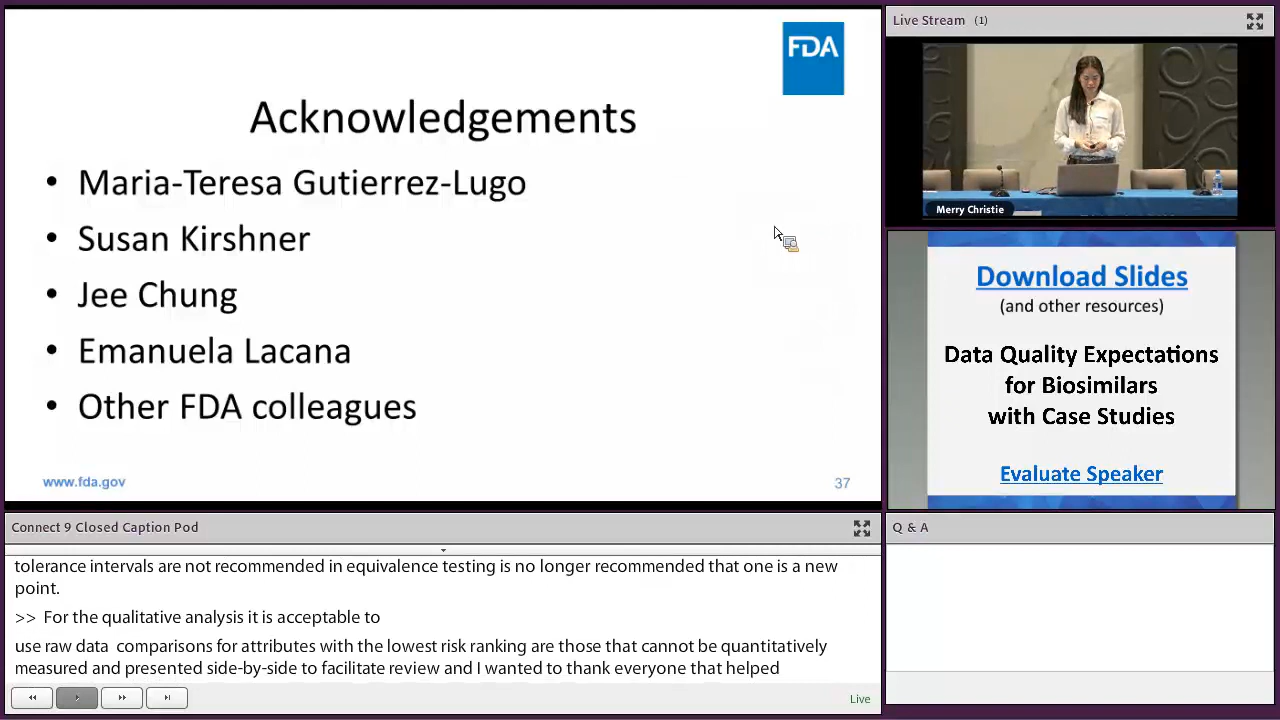 FDA
Acknowledgements
• Maria-Teresa Gutierrez-Lugo
• Susan Kirshner
• Jee Chung
• Emanuela Lacana
• Other FDA colleagues
www.fda.gov
37
Live Stream (1)
Merry Christie
Download Slides
(and other resources)
Data Quality Expectations
for Biosimilars
with Case Studies
Evaluate Speaker
Connect 9 Closed Caption Pod
tolerance intervals are not recommended in equivalence testing is no longer recommended that one is a new
point.
>> For the qualitative analysis it is acceptable to
use raw data comparisons for attributes with the lowest risk ranking are those that cannot be quantitatively
measured and presented side-by-side to facilitate review and I wanted to thank everyone that helped
Live
Q & A